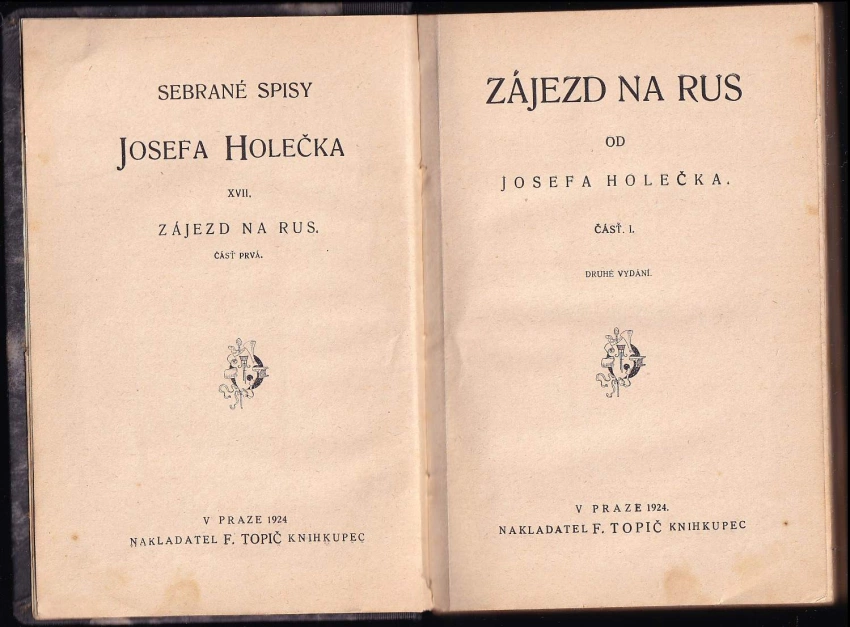 SEBRANÉ SPISY
JOSEFA HOLEČKA
XVII.
ZÁJEZD NA RUS.
ČÁSŤ PRVÁ.
V PRAZE 1924
NAKLADATEL F. TOPIČ KNIHKUPEC
ZÁJEZD NA RUS
OD
JOSEFA HOLEČKA.
ČÁSŤ. I.
DRUHÉ VYDÁNÍ.
V PRAZE 1924.
NAKLADATEL F. TOPIČ KNIHKUPEC